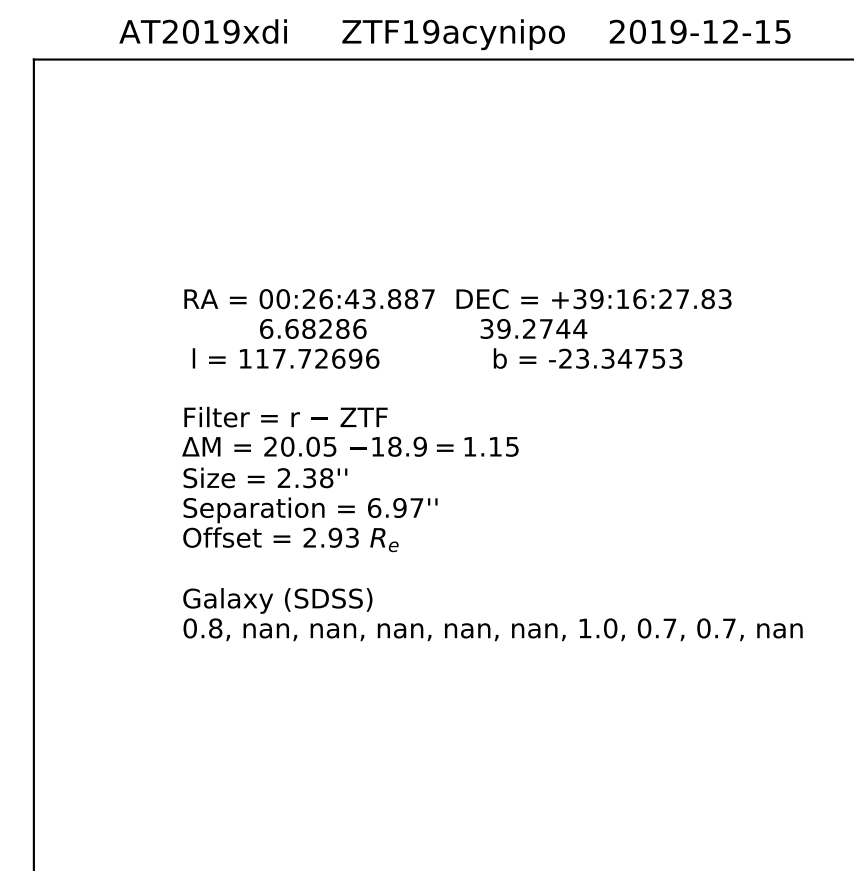 AT2019xdi ZTF19acynipo 2019-12-15
RA = 00:26:43.887 DEC = +39:16:27.83
6.68286 39.2744
l = 117.72696 b = -23.34753
Filter = r − ZTF
ΔM = 20.05 −18.9 = 1.15
Size = 2.38''
Separation = 6.97''
Offset = 2.93 Rₑ
Galaxy (SDSS)
0.8, nan, nan, nan, nan, nan, 1.0, 0.7, 0.7, nan